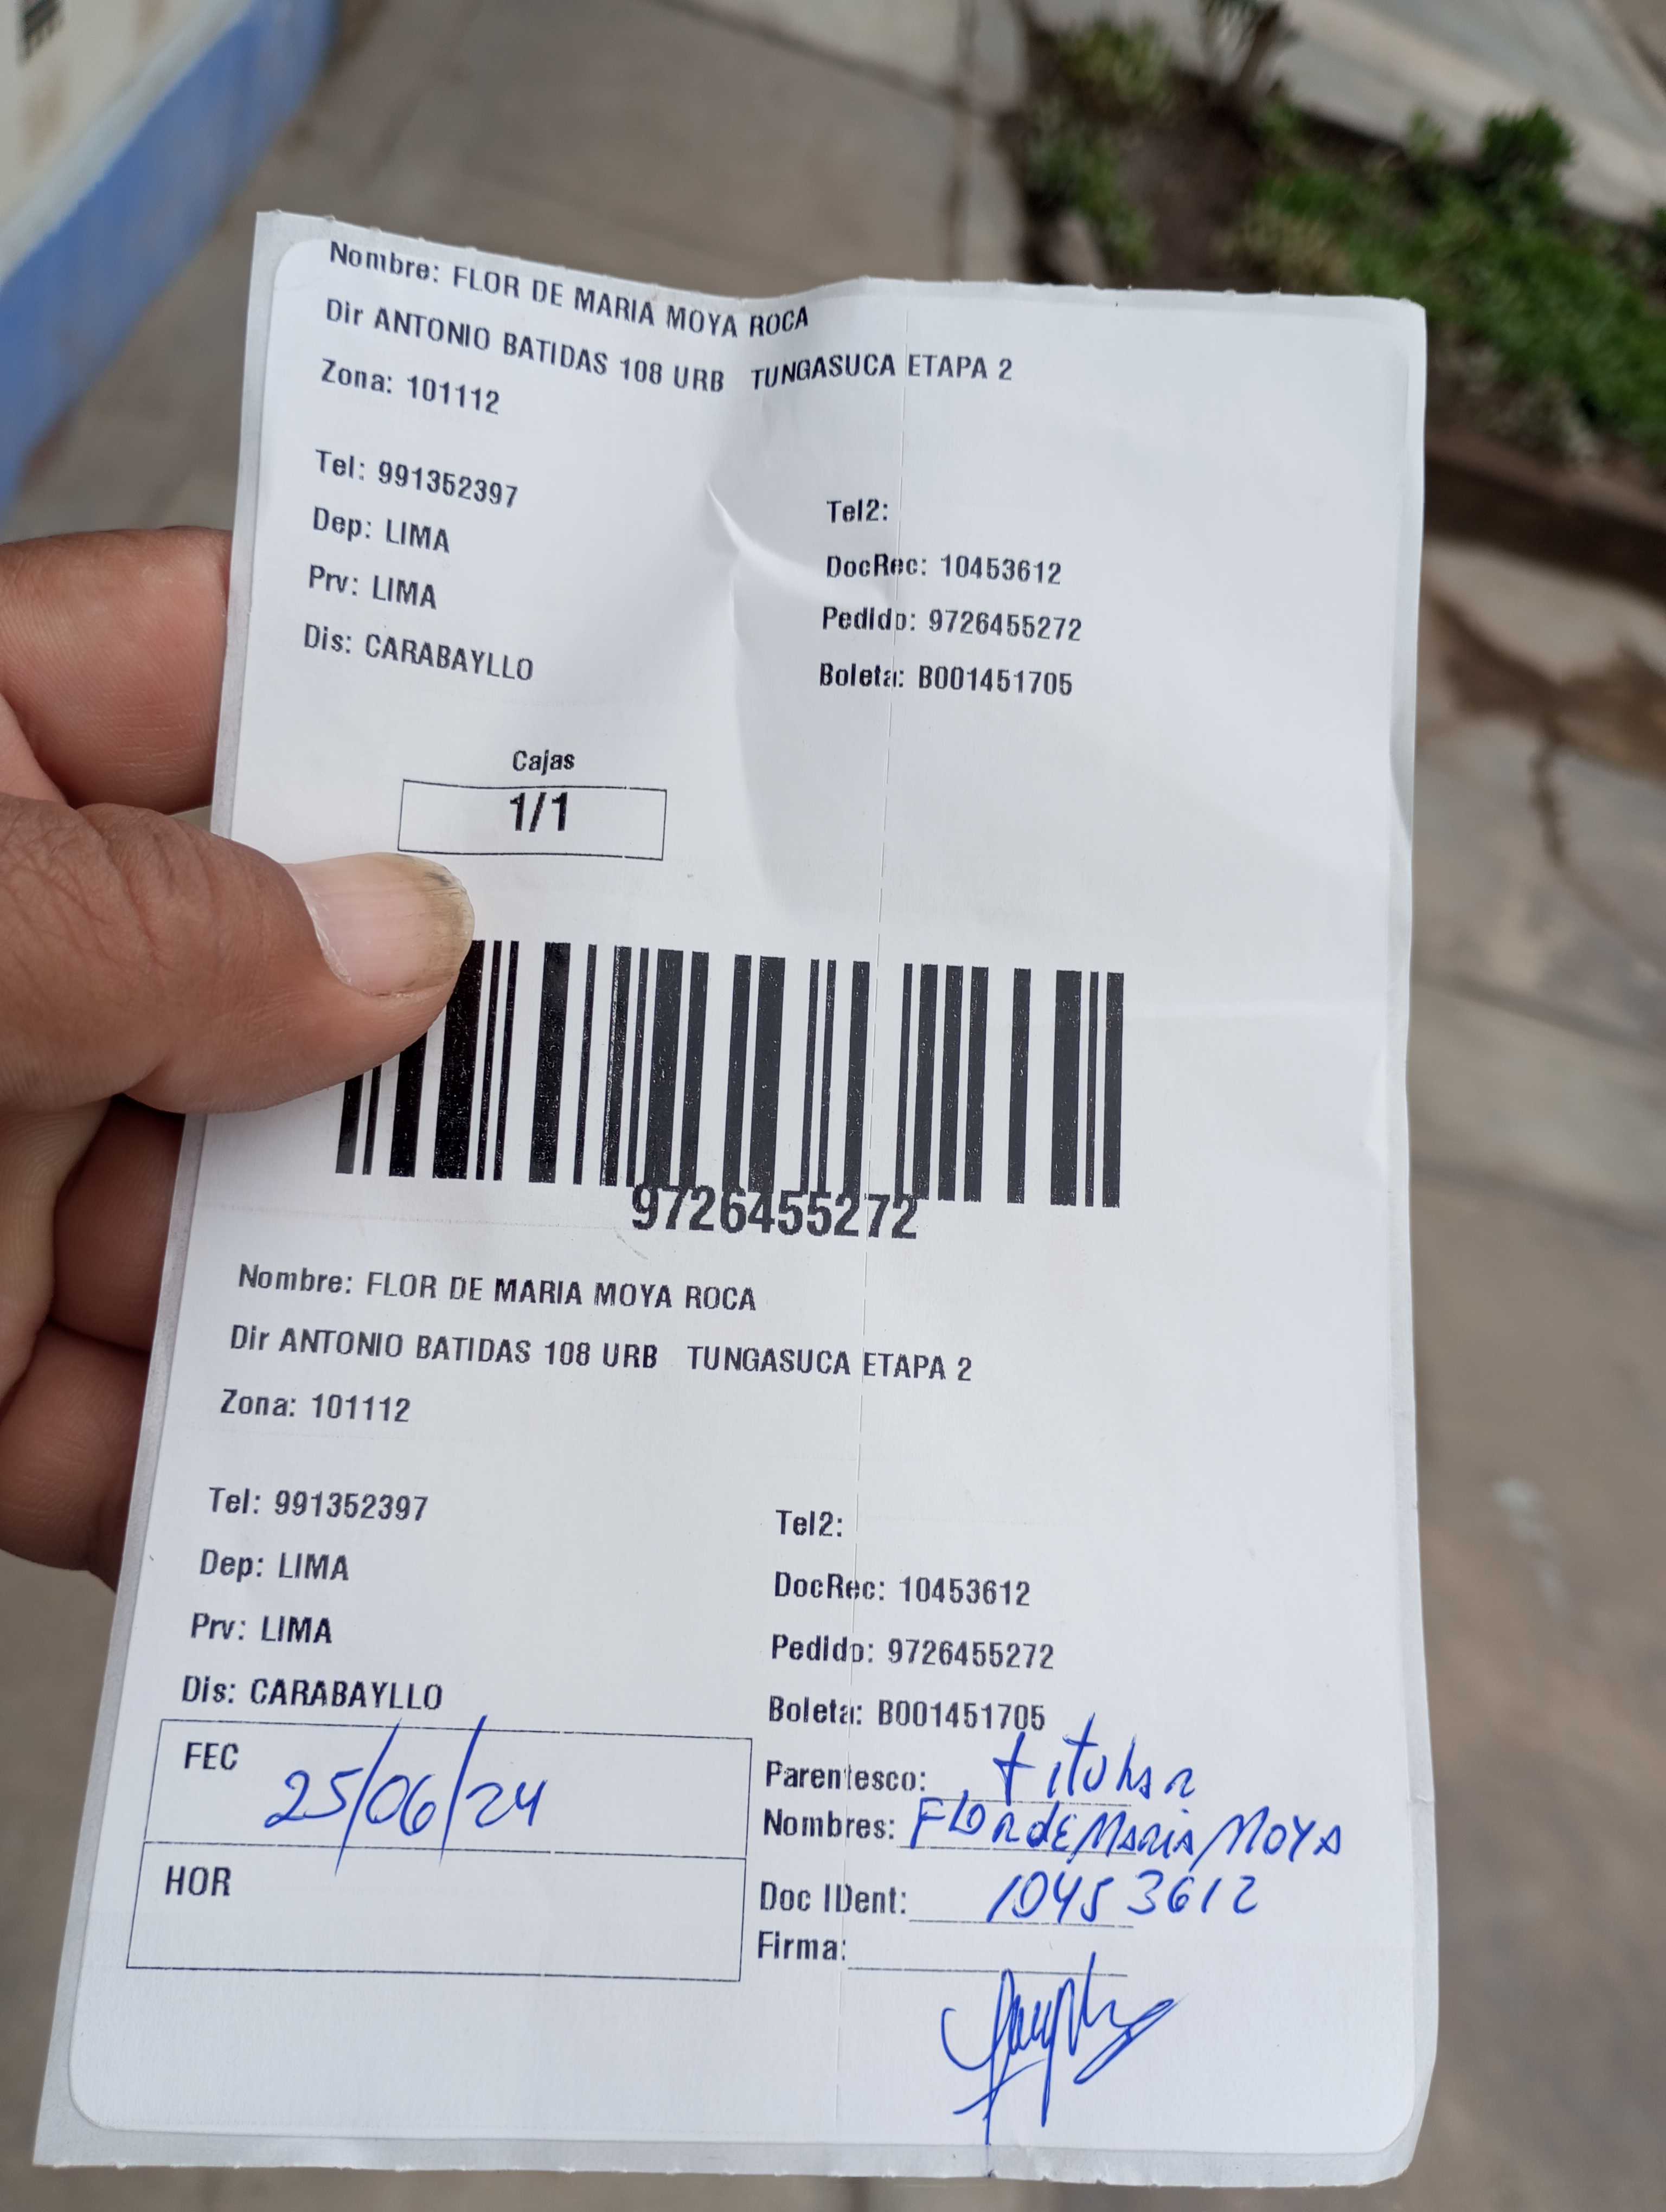 Nombre: FLOR DE MARIA MOYA ROCA
Dir ANTONIO BATIDAS 108 URB TUNGASUCA ETAPA 2
Zona: 101112
Tel: 991352397
Tel2:
Dep: LIMA
DocRec: 10453612
Prv: LIMA
Pedido: 9726455272
Dis: CARABAYLLO
Boleta: B001451705
Cajas
1/1
9726455272
Nombre: FLOR DE MARIA MOYA ROCA
Dir ANTONIO BATIDAS 108 URB TUNGASUCA ETAPA 2
Zona: 101112
Tel: 991352397
Tel2:
Dep: LIMA
DocRec: 10453612
Prv: LIMA
Pedido: 9726455272
Dis: CARABAYLLO
Boleta: B001451705
FEC 25/06/24
Parentesco: titular
Nombres: FLOR dE MARIA MOYA
HOR
Doc IDent: 10453612
Firma: